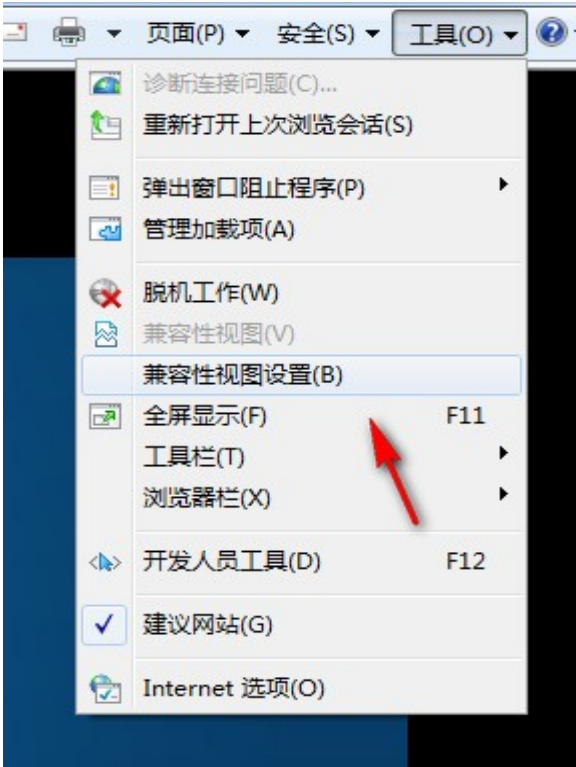 页面(P) 安全(S) 工具(O)
诊断连接问题(C)...
重新打开上次浏览会话(S)
弹出窗口阻止程序(P)
管理加载项(A)
脱机工作(W)
兼容性视图(V)
兼容性视图设置(B)
全屏显示(F) F11
工具栏(T)
浏览器栏(X)
开发人员工具(D) F12
建议网站(G)
Internet 选项(O)